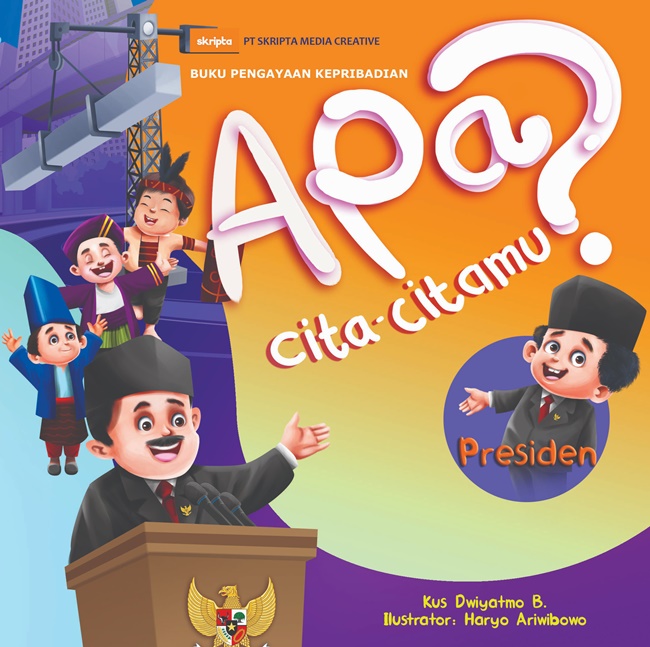 skripta PT SKRIPTA MEDIA CREATIVE
BUKU PENGAYAAN KEPRIBADIAN
Apa?
Cita-citamu
Presiden
Kus Dwiyatmo B.
Ilustrator: Haryo Ariwibowo